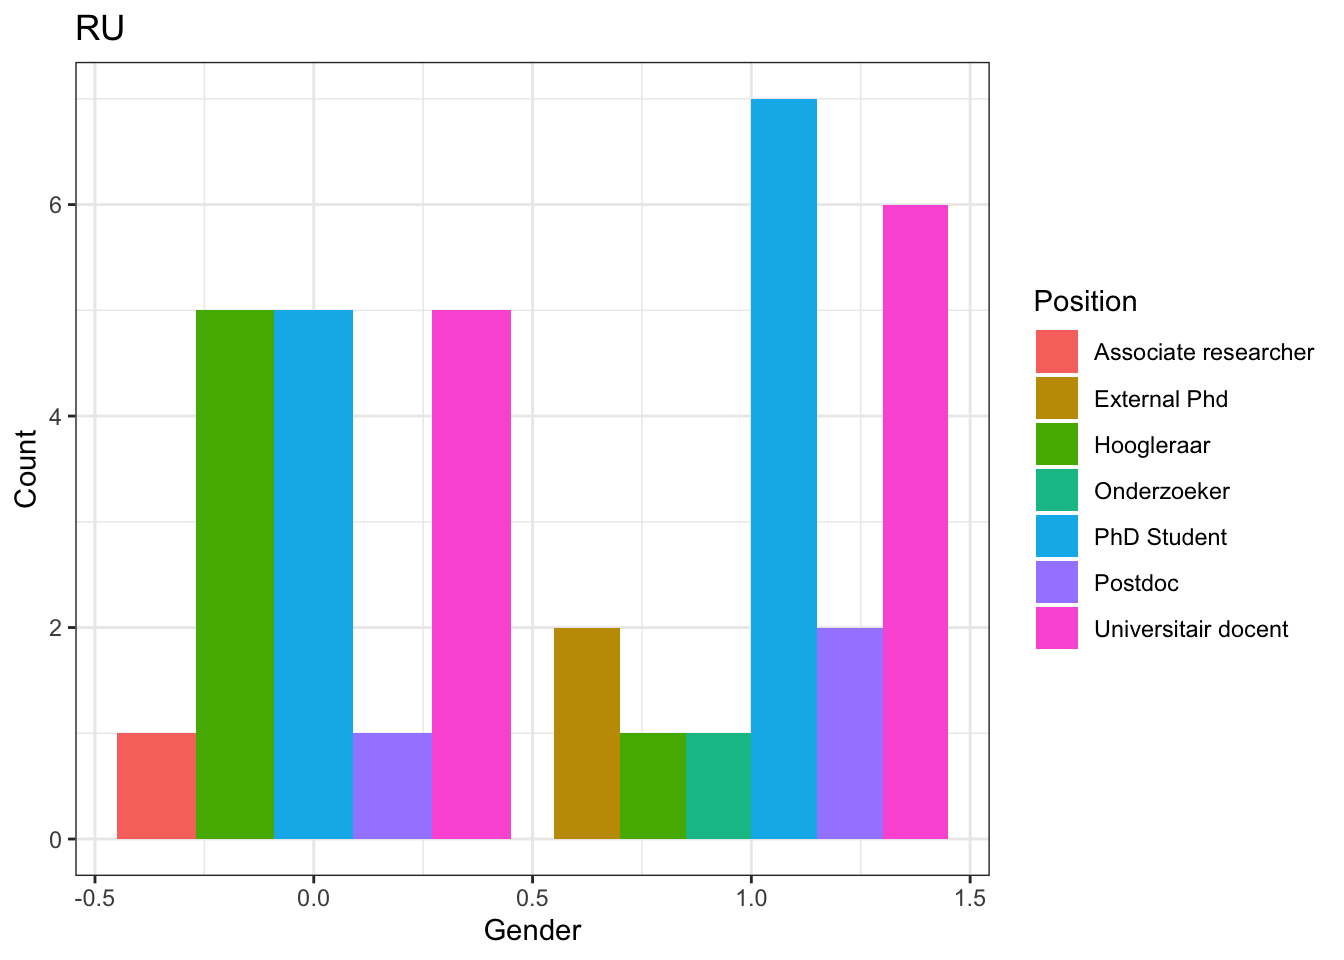 RU
6
4
2
0
Count
-0.5 0.0 0.5 1.0 1.5
Gender
Position
Associate researcher
External Phd
Hoogleraar
Onderzoeker
PhD Student
Postdoc
Universitair docent